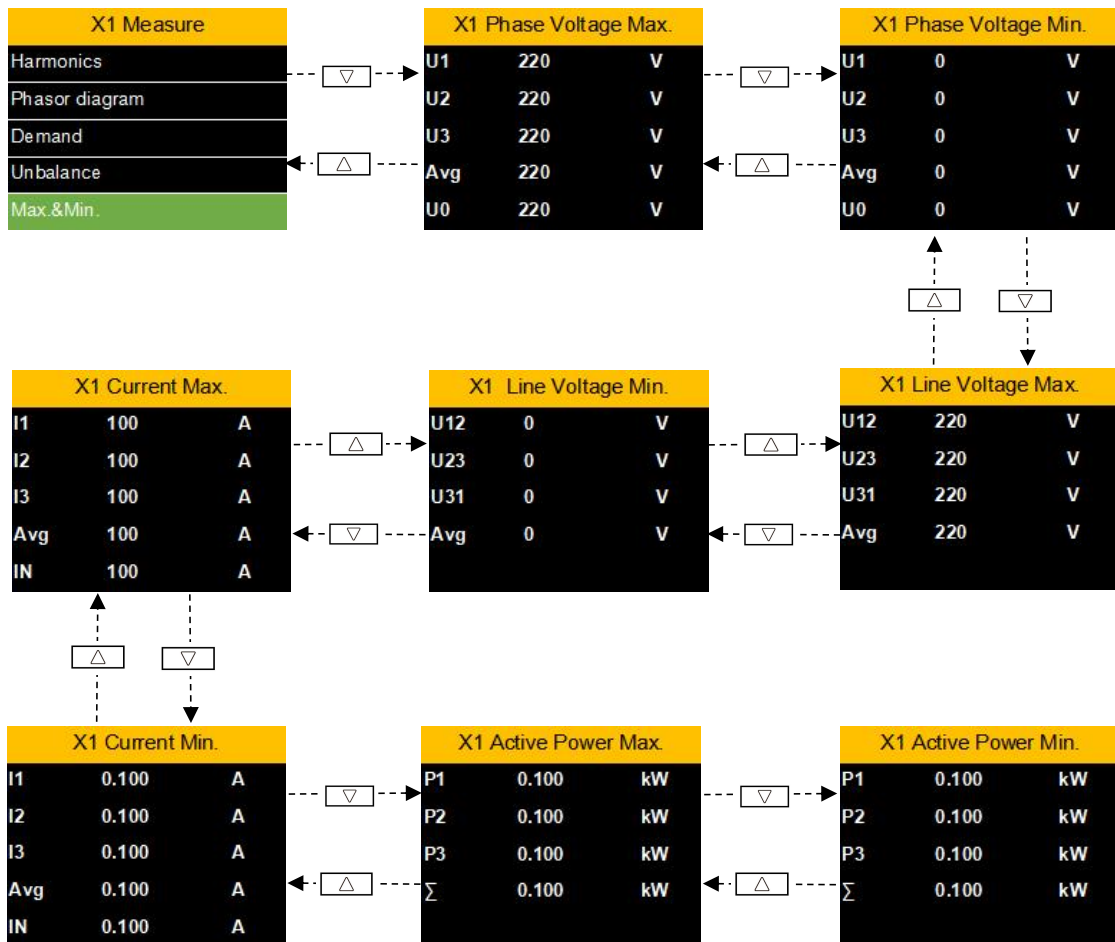 X1 Measure
Harmonics
Phasor diagram
Demand
Unbalance
Max.&Min.
X1 Phase Voltage Max.
U1 220 V
U2 220 V
U3 220 V
Avg 220 V
U0 220 V
X1 Phase Voltage Min.
U1 0 V
U2 0 V
U3 0 V
Avg 0 V
U0 0 V
X1 Current Max.
I1 100 A
I2 100 A
I3 100 A
Avg 100 A
IN 100 A
X1 Line Voltage Min.
U12 0 V
U23 0 V
U31 0 V
Avg 0 V
X1 Line Voltage Max.
U12 220 V
U23 220 V
U31 220 V
Avg 220 V
X1 Current Min.
I1 0.100 A
I2 0.100 A
I3 0.100 A
Avg 0.100 A
IN 0.100 A
X1 Active Power Max.
P1 0.100 kW
P2 0.100 kW
P3 0.100 kW
∑ 0.100 kW
X1 Active Power Min.
P1 0.100 kW
P2 0.100 kW
P3 0.100 kW
∑ 0.100 kW